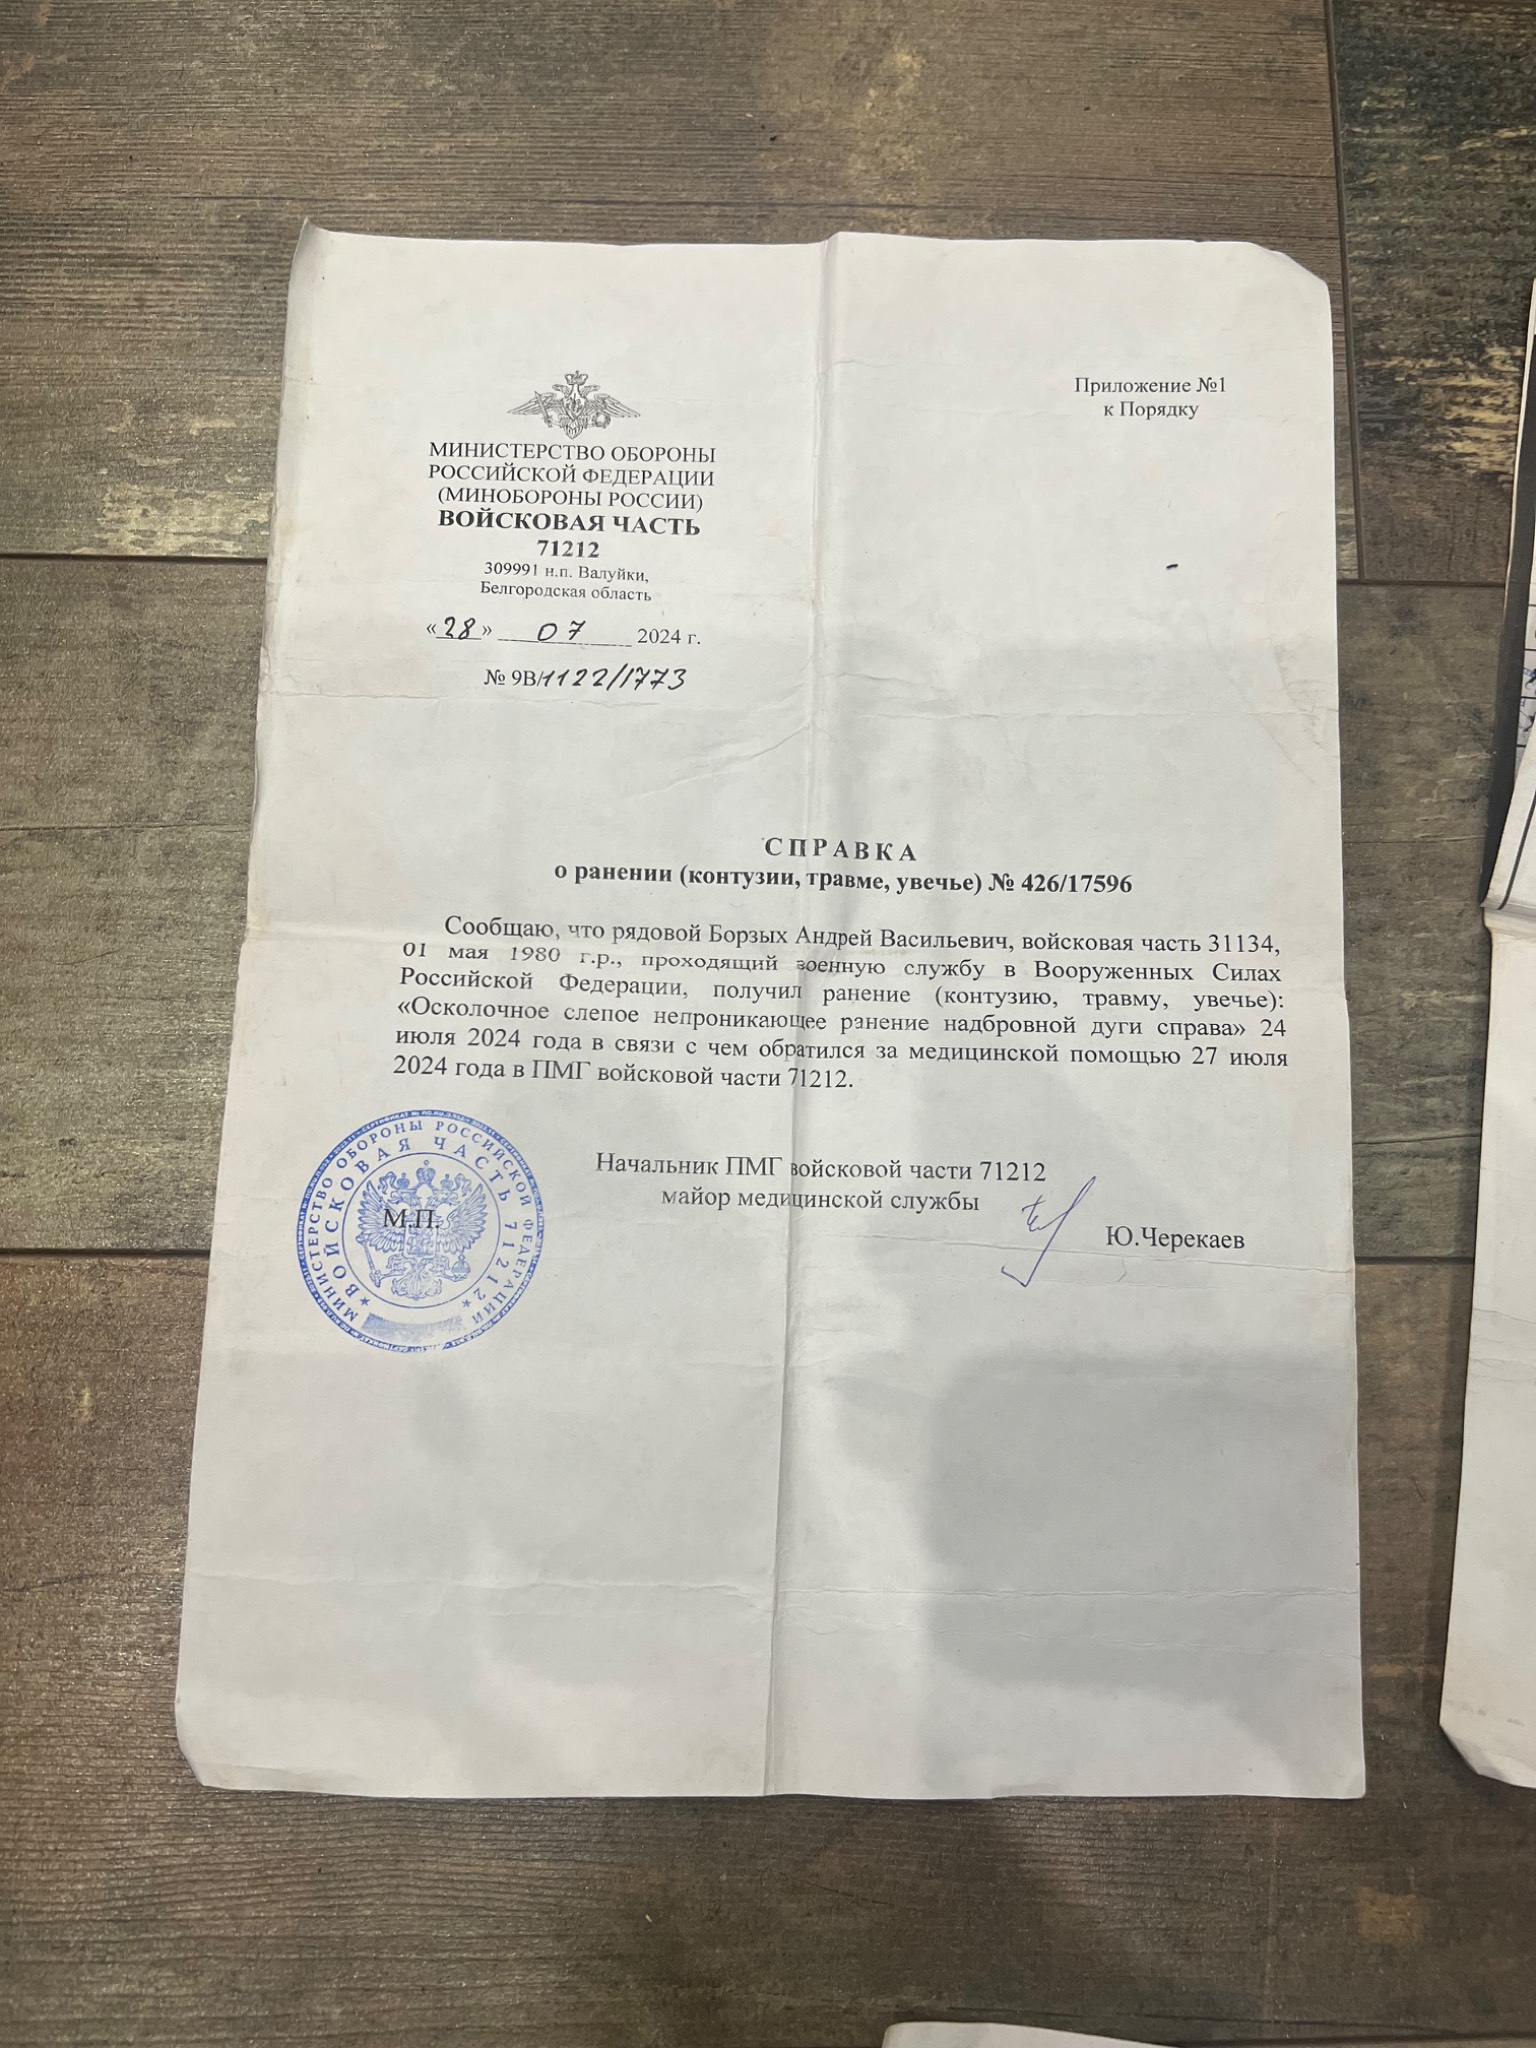 Приложение №1
к Порядку
МИНИСТЕРСТВО ОБОРОНЫ
РОССИЙСКОЙ ФЕДЕРАЦИИ
(МИНОБОРОНЫ РОССИИ)
ВОЙСКОВАЯ ЧАСТЬ
71212
309991 н.п. Валуйки,
Белгородская область
«28» 07 2024 г.
№ 9В/1122/1773
СПРАВКА
о ранении (контузии, травме, увечье) № 426/17596
Сообщаю, что рядовой Борзых Андрей Васильевич, войсковая часть 31134,
01 мая 1980 г.р., проходящий военную службу в Вооруженных Силах
Российской Федерации, получил ранение (контузию, травму, увечье):
«Осколочное слепое непроникающее ранение надбровной дуги справа» 24
июля 2024 года в связи с чем обратился за медицинской помощью 27 июля
2024 года в ПМГ войсковой части 71212.
Начальник ПМГ войсковой части 71212
майор медицинской службы
Ю.Черекаев
М.П.
МИНИСТЕРСТВО ОБОРОНЫ РОССИЙСКОЙ ФЕДЕРАЦИИ
ВОЙСКОВАЯ ЧАСТЬ 71212